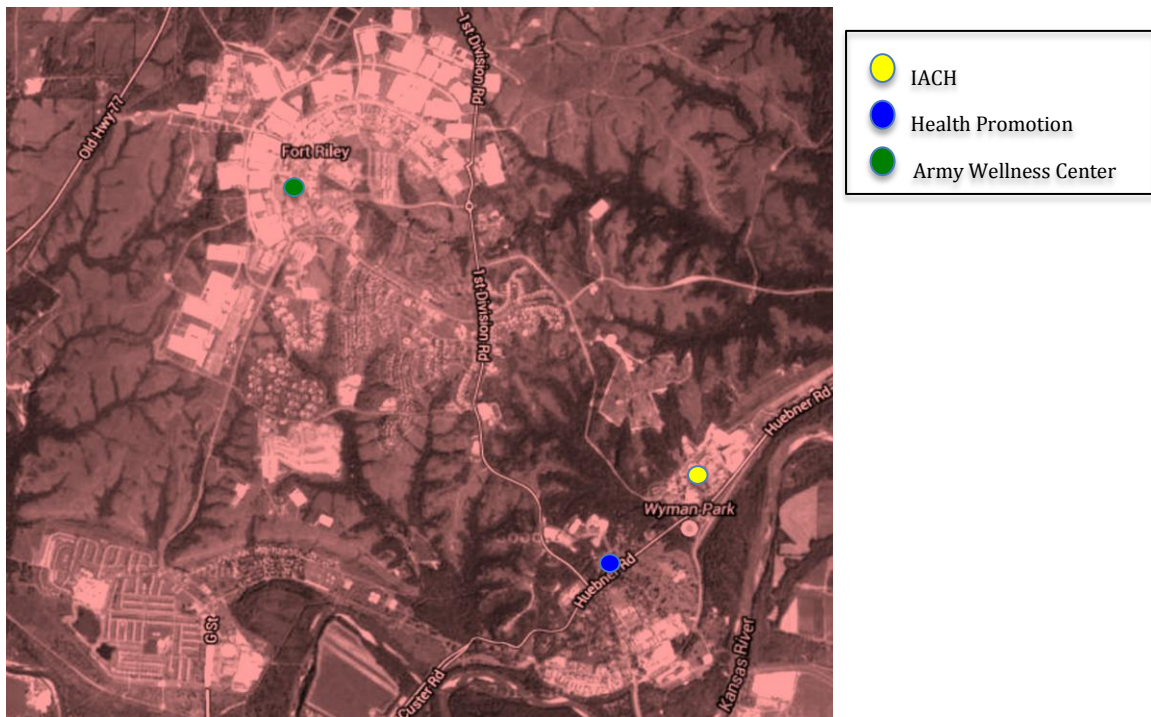 1st Division Rd
Old Hwy 77
Fort Riley
1st Division Rd
Huebner Rd
Wyman Park
Huebner Rd
G St
Custer Rd
Kansas River
IACH
Health Promotion
Army Wellness Center